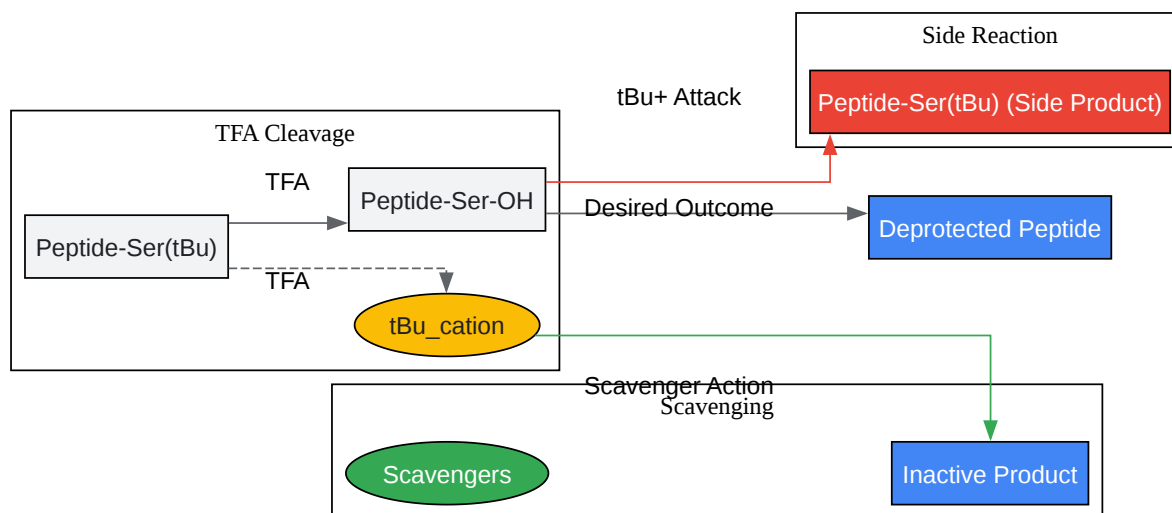 Side Reaction
Peptide-Ser(tBu) (Side Product)
tBu+ Attack
TFA Cleavage
TFA
Peptide-Ser-OH
Desired Outcome
Deprotected Peptide
Peptide-Ser(tBu)
TFA
tBu_cation
Scavenger Action
Scavenging
Scavengers
Inactive Product